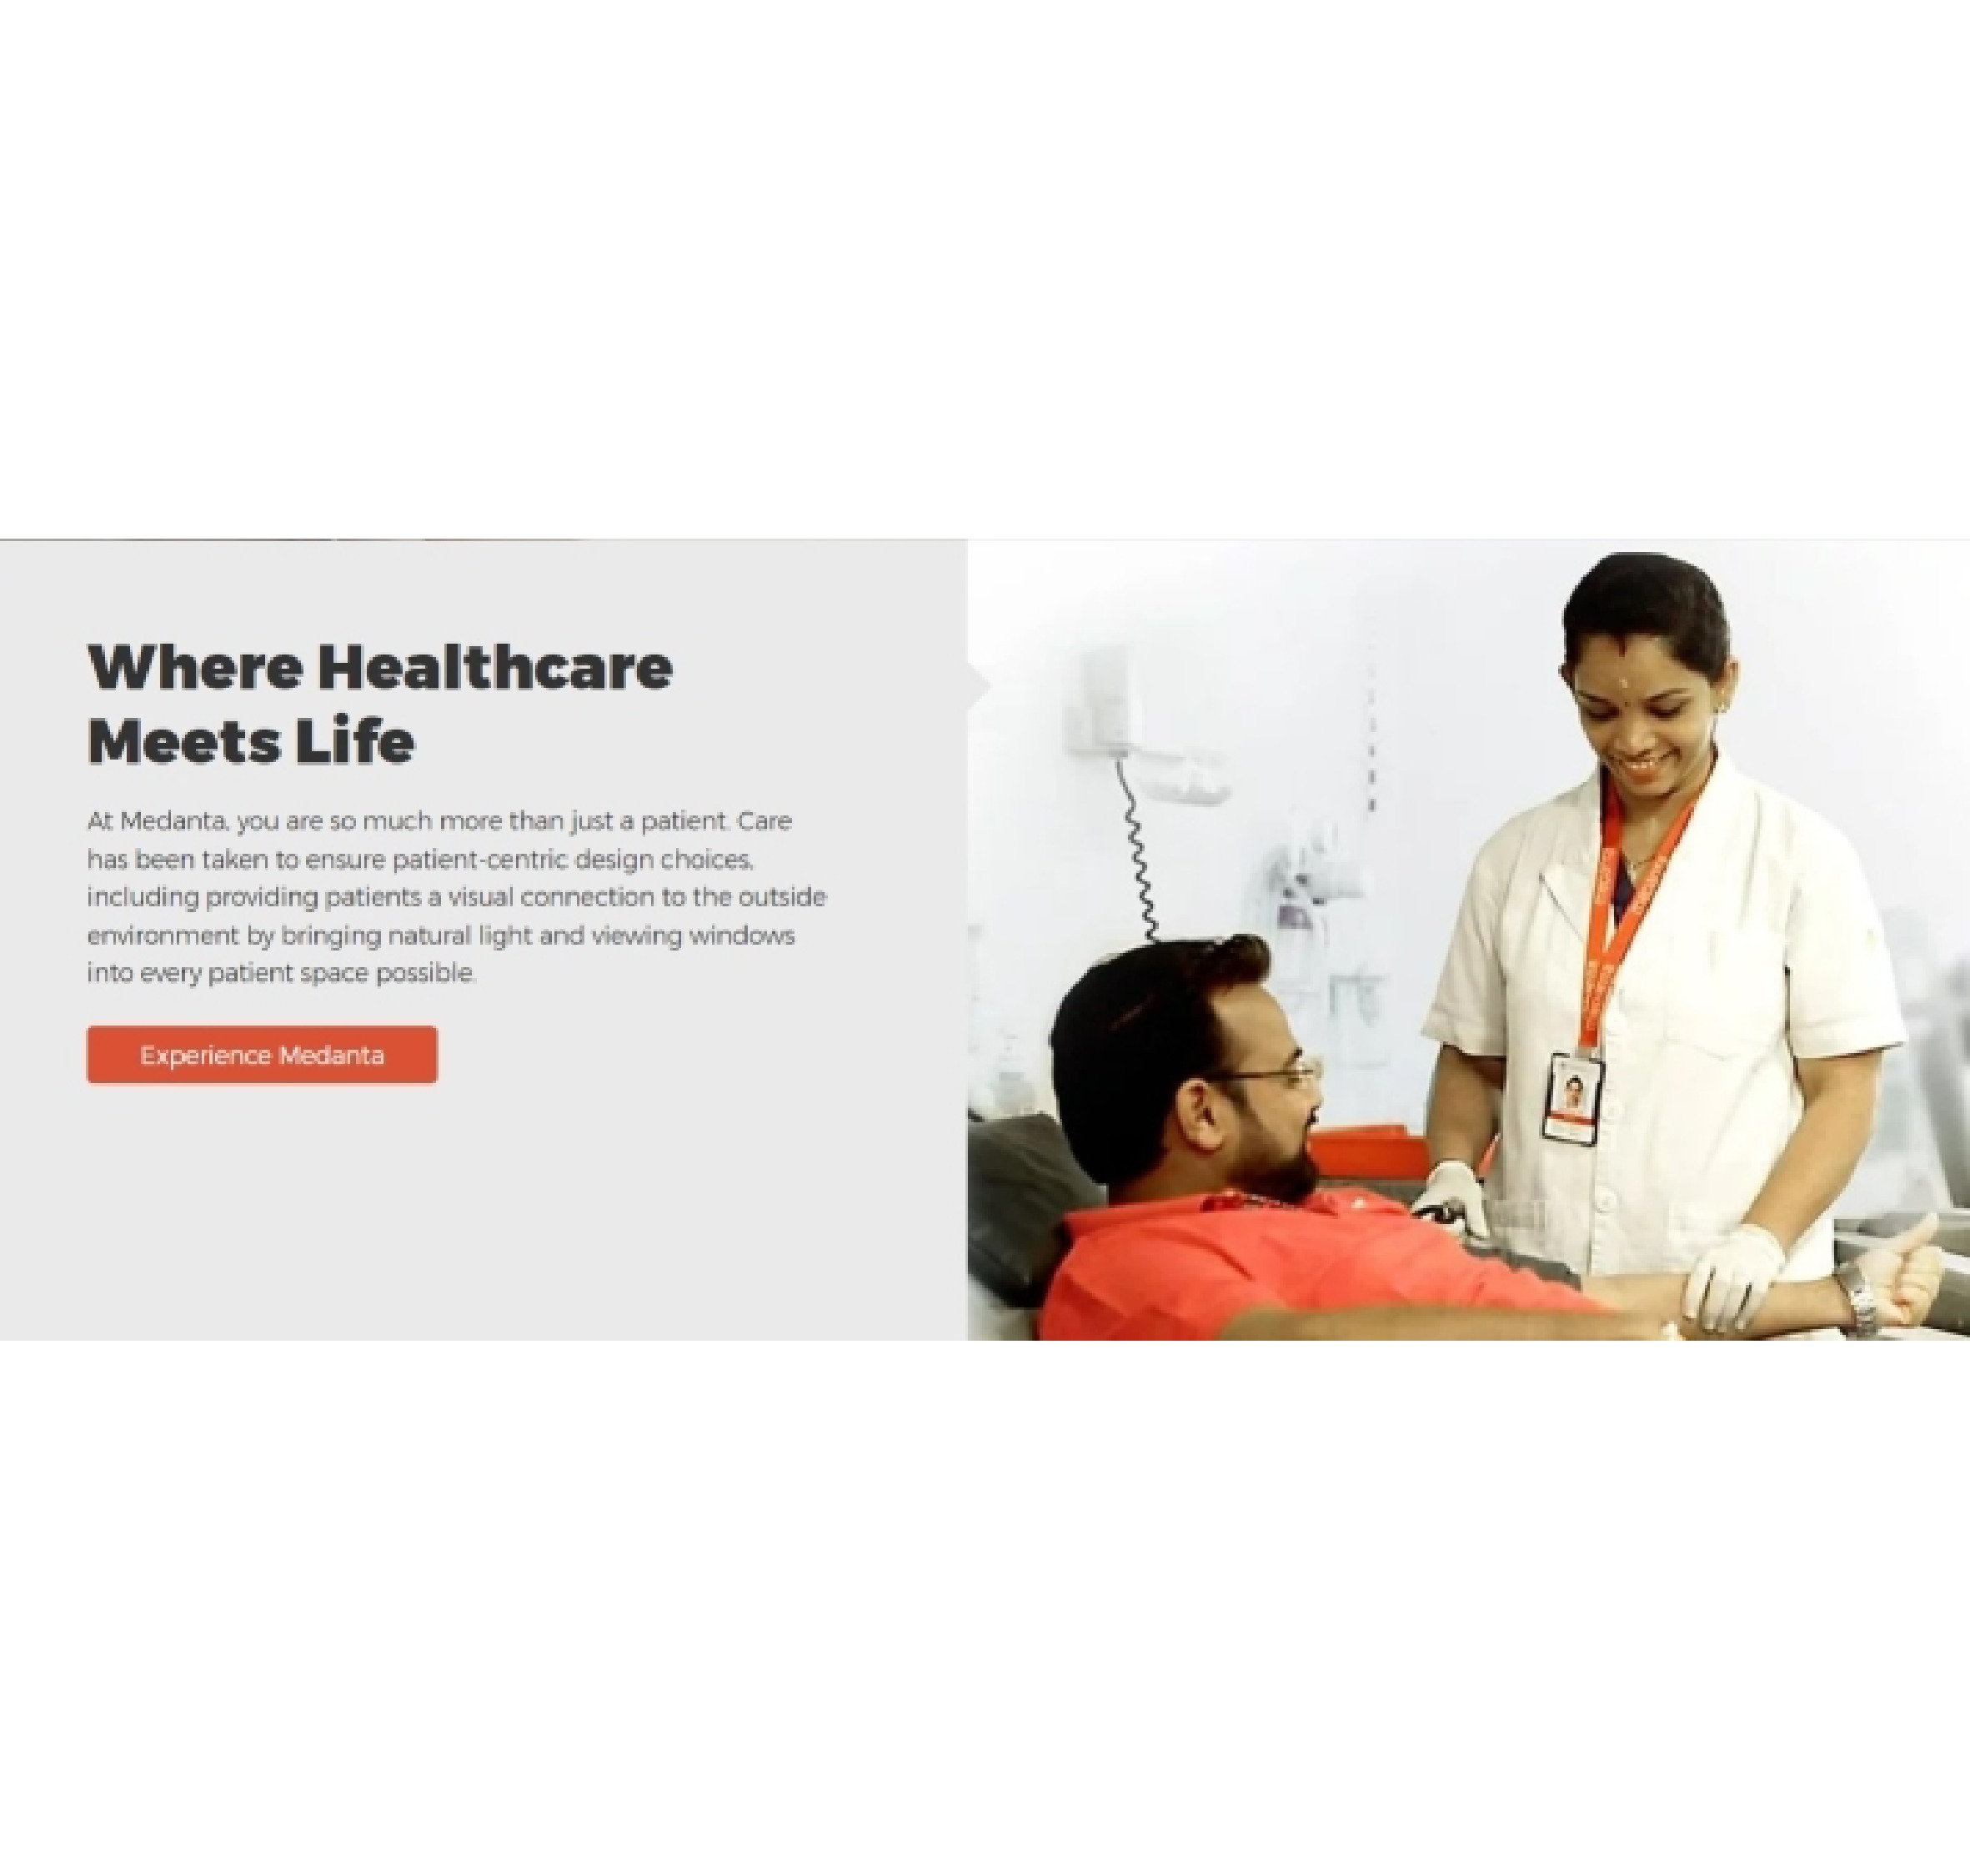 Where Healthcare
Meets Life
At Medanta, you are so much more than just a patient. Care
has been taken to ensure patient-centric design choices,
including providing patients a visual connection to the outside
environment by bringing natural light and viewing windows
into every patient space possible.
Experience Medanta